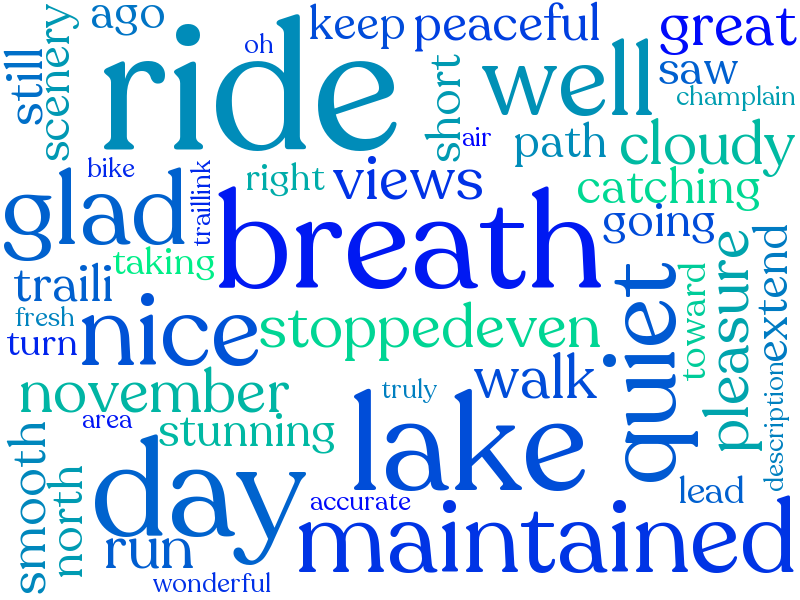 ago
keep
peaceful
great
still
scenery
oh
ride
short
well
saw
champlain
air
path
cloudy
bike
traillink
right
views
catching
glad
breath
going
taking
traili
fresh
turn
nice
stoppedeven
quiet
toward
pleasure
extend
description
november
truly
walk
area
stunning
lake
smooth
north
day
run
accurate
lead
maintained
wonderful